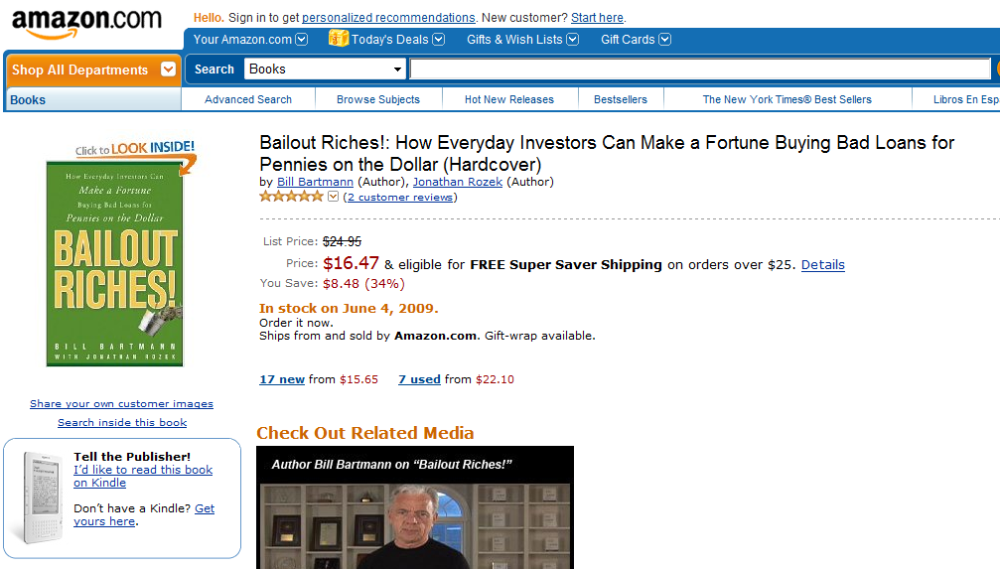 amazon.com
Hello. Sign in to get personalized recommendations. New customer? Start here.
Your Amazon.com
Today's Deals
Gifts & Wish Lists
Gift Cards
Shop All Departments
Search
Books
Books
Advanced Search
Browse Subjects
Hot New Releases
Bestsellers
The New York Times® Best Sellers
Libros En Esp
Click to LOOK INSIDE!
How Everyday Investors Can
Make a Fortune
Buying Bad Loans for
Pennies on the Dollar
BAILOUT
RICHES!
BILL BARTMANN
WITH JONATHAN ROZEK
Share your own customer images
Search inside this book
Tell the Publisher!
I'd like to read this book
on Kindle
Don't have a Kindle? Get
yours here.
Bailout Riches!: How Everyday Investors Can Make a Fortune Buying Bad Loans for
Pennies on the Dollar (Hardcover)
by Bill Bartmann (Author), Jonathan Rozek (Author)
(2 customer reviews)
List Price: $24.95
Price: $16.47 & eligible for FREE Super Saver Shipping on orders over $25. Details
You Save: $8.48 (34%)
In stock on June 4, 2009.
Order it now.
Ships from and sold by Amazon.com. Gift-wrap available.
17 new from $15.65 7 used from $22.10
Check Out Related Media
Author Bill Bartmann on “Bailout Riches!”